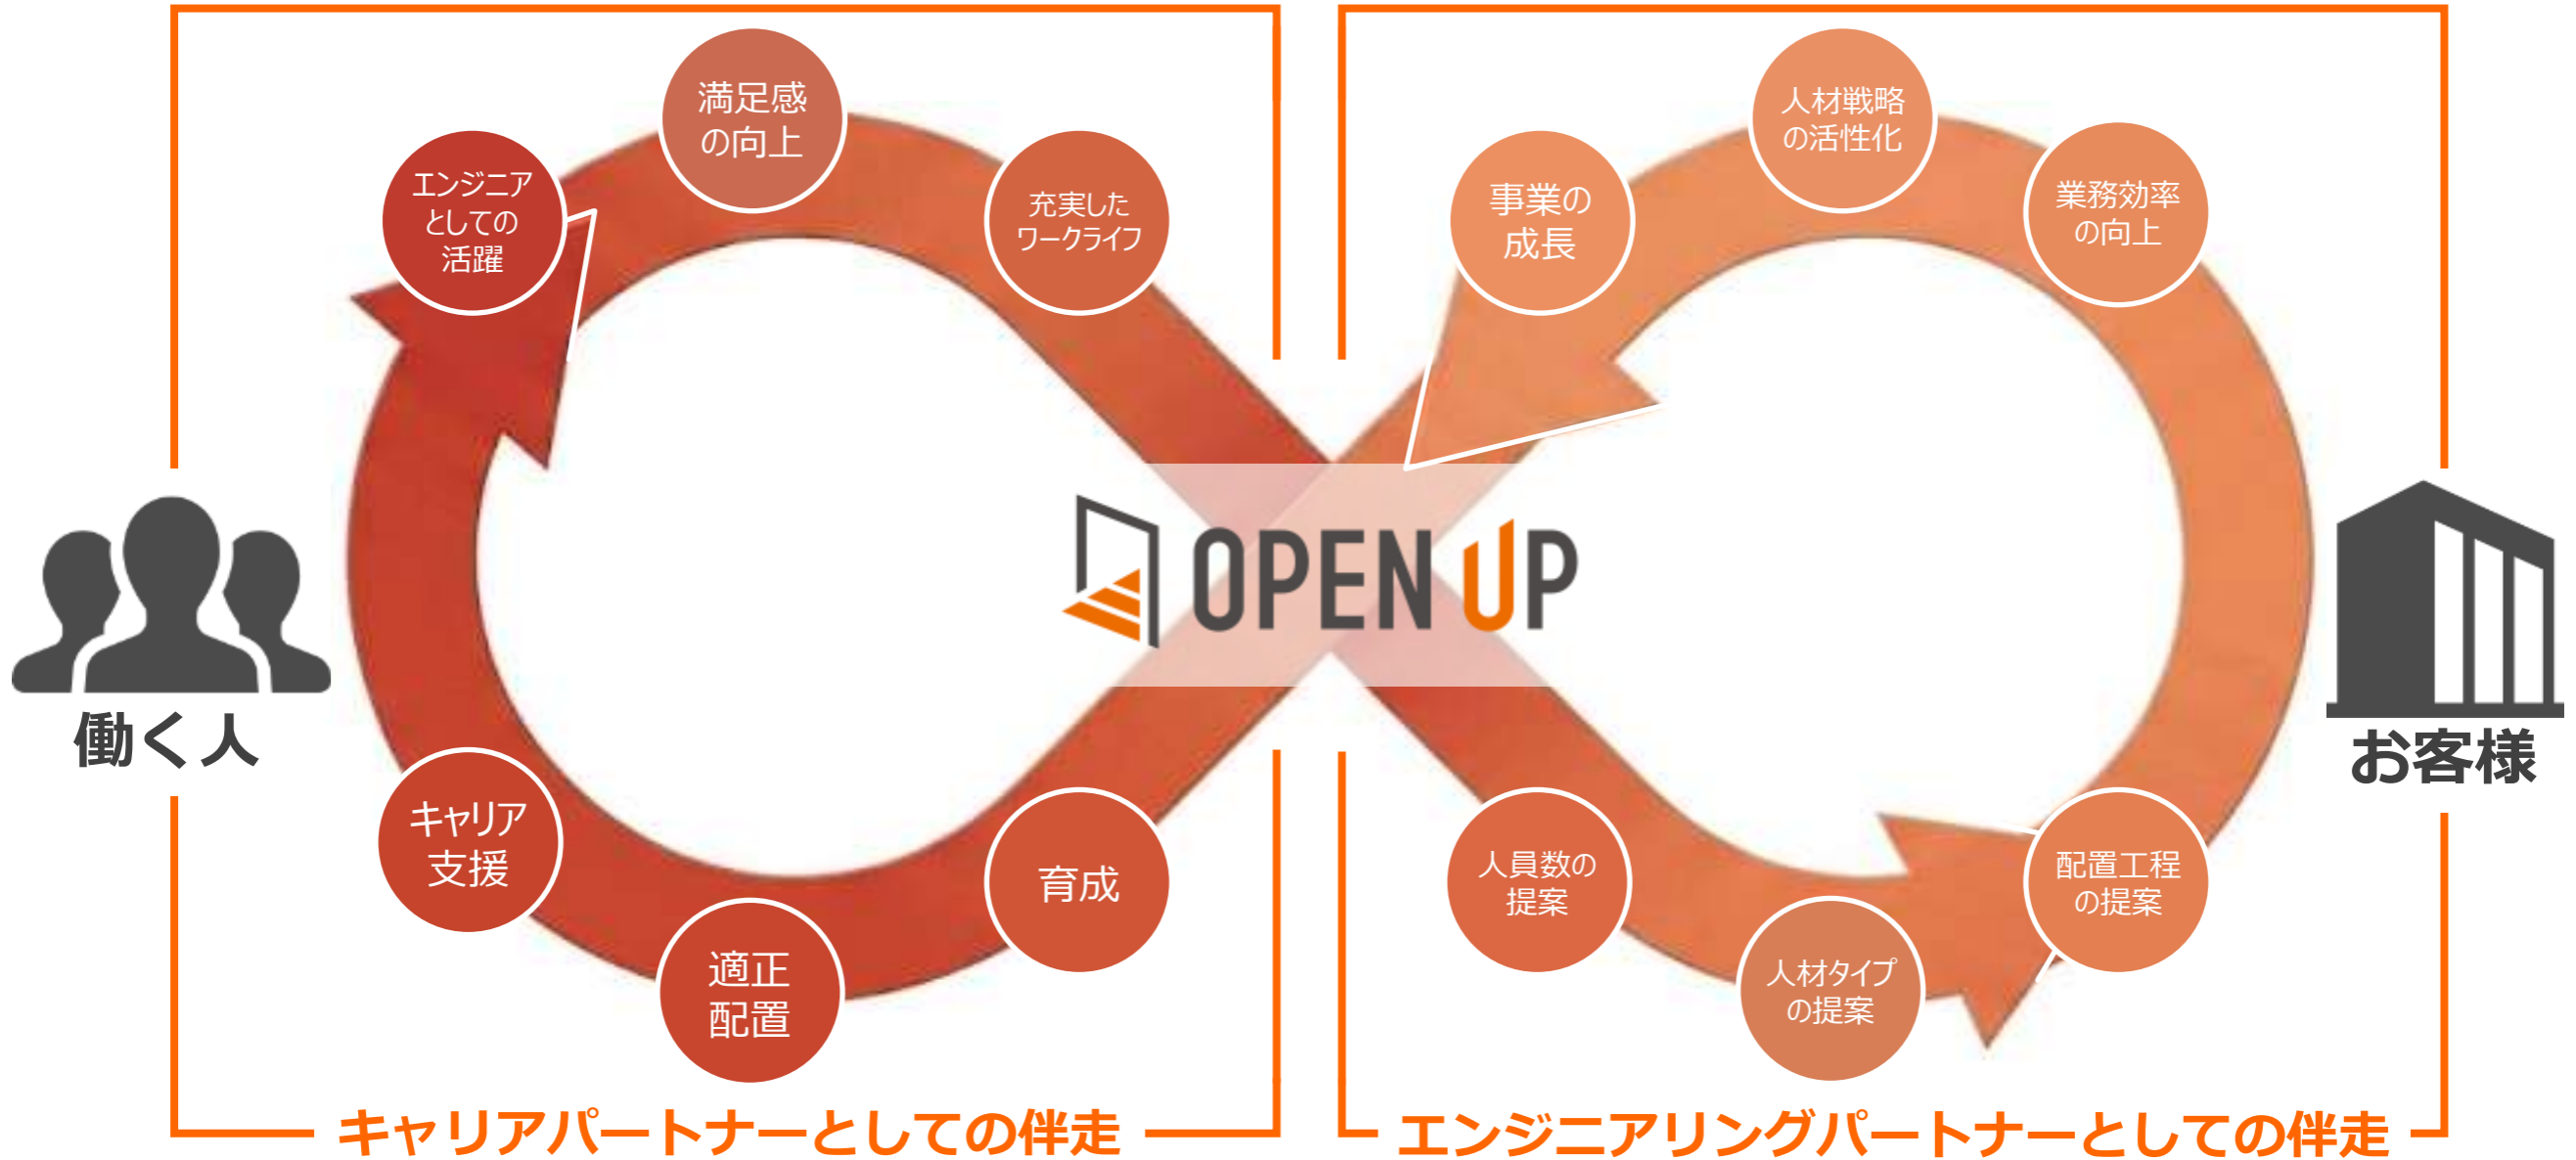 満足感
の向上
エンジニア
としての
活躍
充実した
ワークライフ
キャリア
支援
適正
配置
育成
働く人
キャリアパートナーとしての伴走
OPEN UP
人材戦略
の活性化
事業の
成長
業務効率
の向上
人員数の
提案
人材タイプ
の提案
配置工程
の提案
お客様
エンジニアリングパートナーとしての伴走